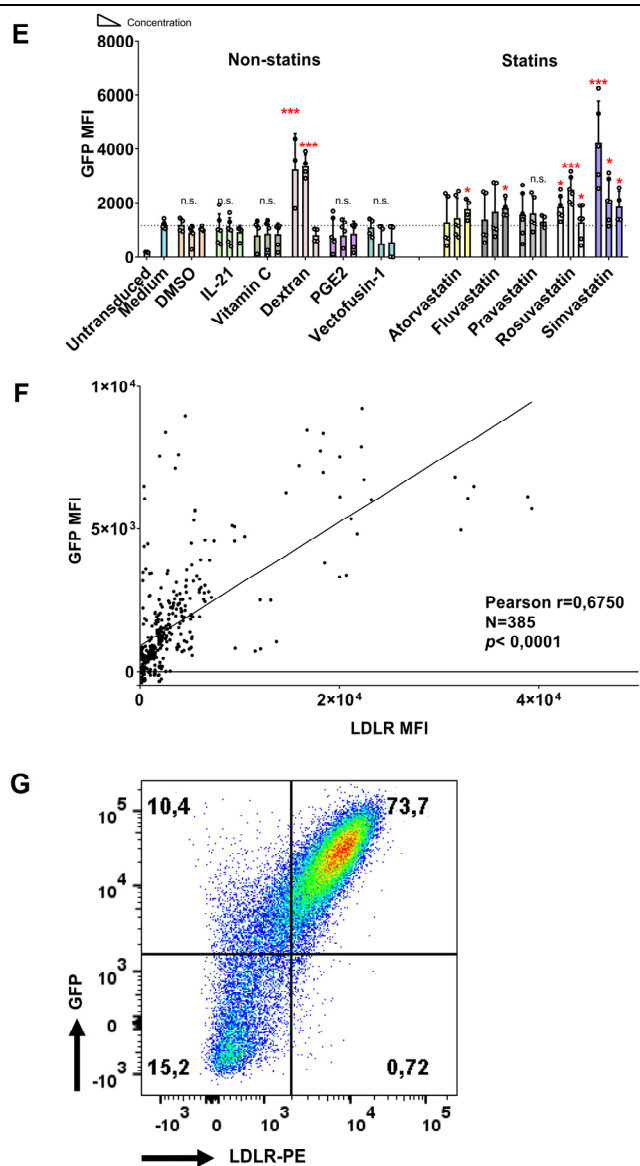 E
Concentration
Non-statins
Statins
GFP MFI
8000
6000
4000
2000
0
n.s.
n.s.
n.s.
***
***
n.s.
n.s.
*
*
n.s.
*
***
*
***
*
*
Untransduced
Medium
DMSO
IL-21
Vitamin C
Dextran
PGE2
Vectofusin-1
Atorvastatin
Fluvastatin
Pravastatin
Rosuvastatin
Simvastatin
F
GFP MFI
1×10⁴
5×10³
0
0
2×10⁴
4×10⁴
LDLR MFI
Pearson r=0,6750
N=385
p< 0,0001
G
GFP
10⁵
10⁴
10³
0
-10³
10,4
73,7
15,2
0,72
-10³
0
10³
10⁴
10⁵
LDLR-PE